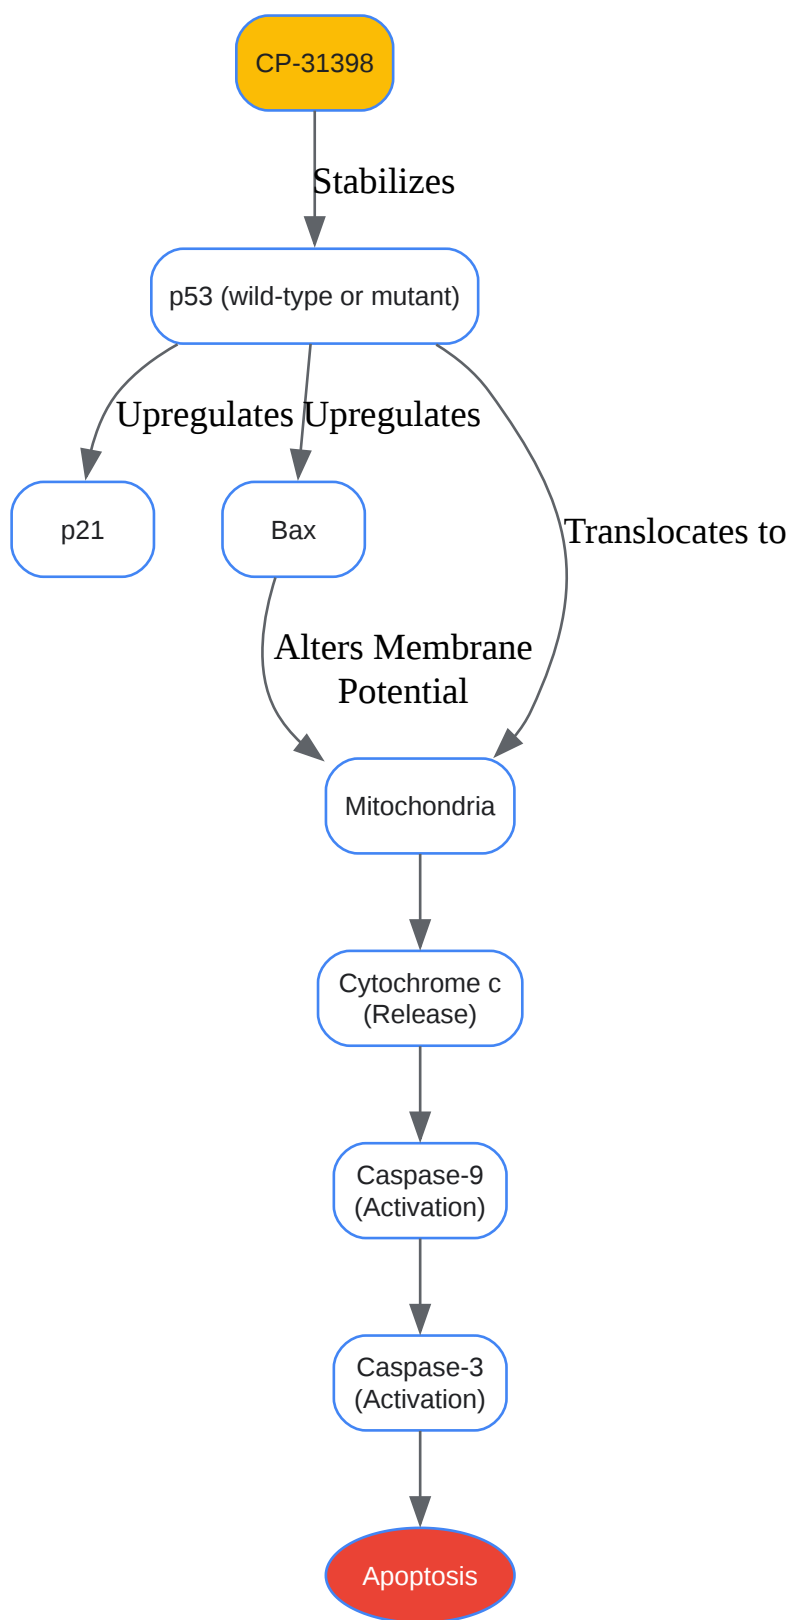 CP-31398
Stabilizes
p53 (wild-type or mutant)
Upregulates
Upregulates
p21
Bax
Translocates to
Alters Membrane
Potential
Mitochondria
Cytochrome c
(Release)
Caspase-9
(Activation)
Caspase-3
(Activation)
Apoptosis